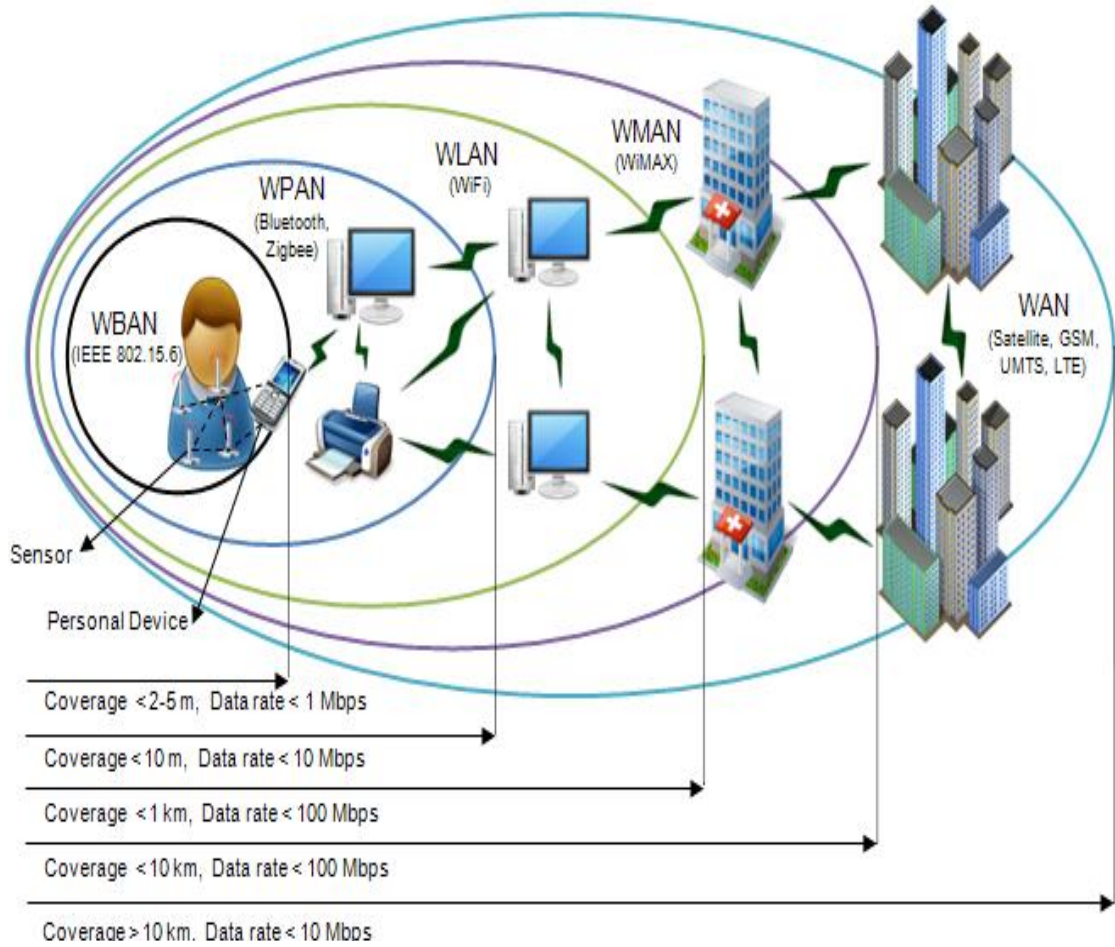 WMAN
(WiMAX)
WLAN
(WiFi)
WPAN
(Bluetooth,
Zigbee)
WBAN
(IEEE 802.15.6)
WAN
(Satellite, GSM,
UMTS, LTE)
Sensor
Personal Device
Coverage <2-5 m, Data rate < 1 Mbps
Coverage <10 m, Data rate < 10 Mbps
Coverage <1 km, Data rate < 100 Mbps
Coverage <10 km, Data rate < 100 Mbps
Coverage > 10 km, Data rate < 10 Mbps